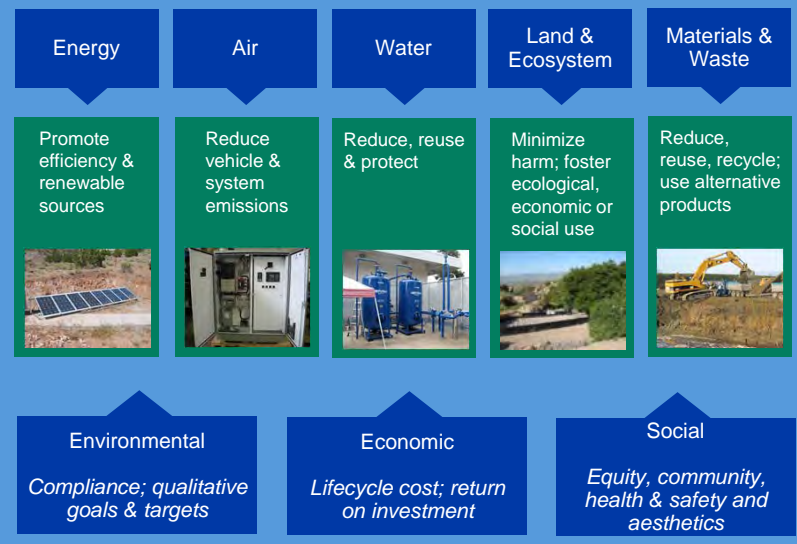 Energy
Air
Water
Land &
Ecosystem
Materials &
Waste
Promote
efficiency &
renewable
sources
Reduce
vehicle &
system
emissions
Reduce, reuse
& protect
Minimize
harm; foster
ecological,
economic or
social use
Reduce,
reuse, recycle;
use alternative
products
Environmental
Compliance; qualitative
goals & targets
Economic
Lifecycle cost; return
on investment
Social
Equity, community,
health & safety and
aesthetics